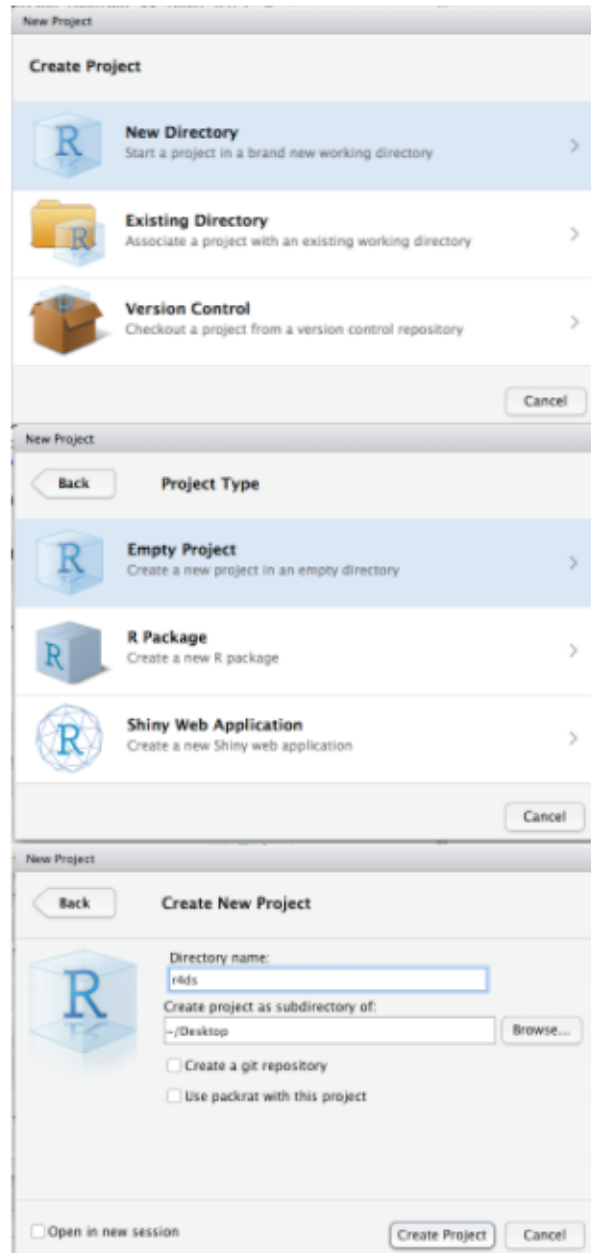 New Project
Create Project
R
New Directory
Start a project in a brand new working directory
R
Existing Directory
Associate a project with an existing working directory
Version Control
Checkout a project from a version control repository
Cancel
New Project
Back
Project Type
R
Empty Project
Create a new project in an empty directory
R
R Package
Create a new R package
R
Shiny Web Application
Create a new Shiny web application
Cancel
New Project
Back
Create New Project
R
Directory name:
r4ds
Create project as subdirectory of:
~/Desktop
Browse...
Create a git repository
Use packrat with this project
Open in new session
Create Project
Cancel